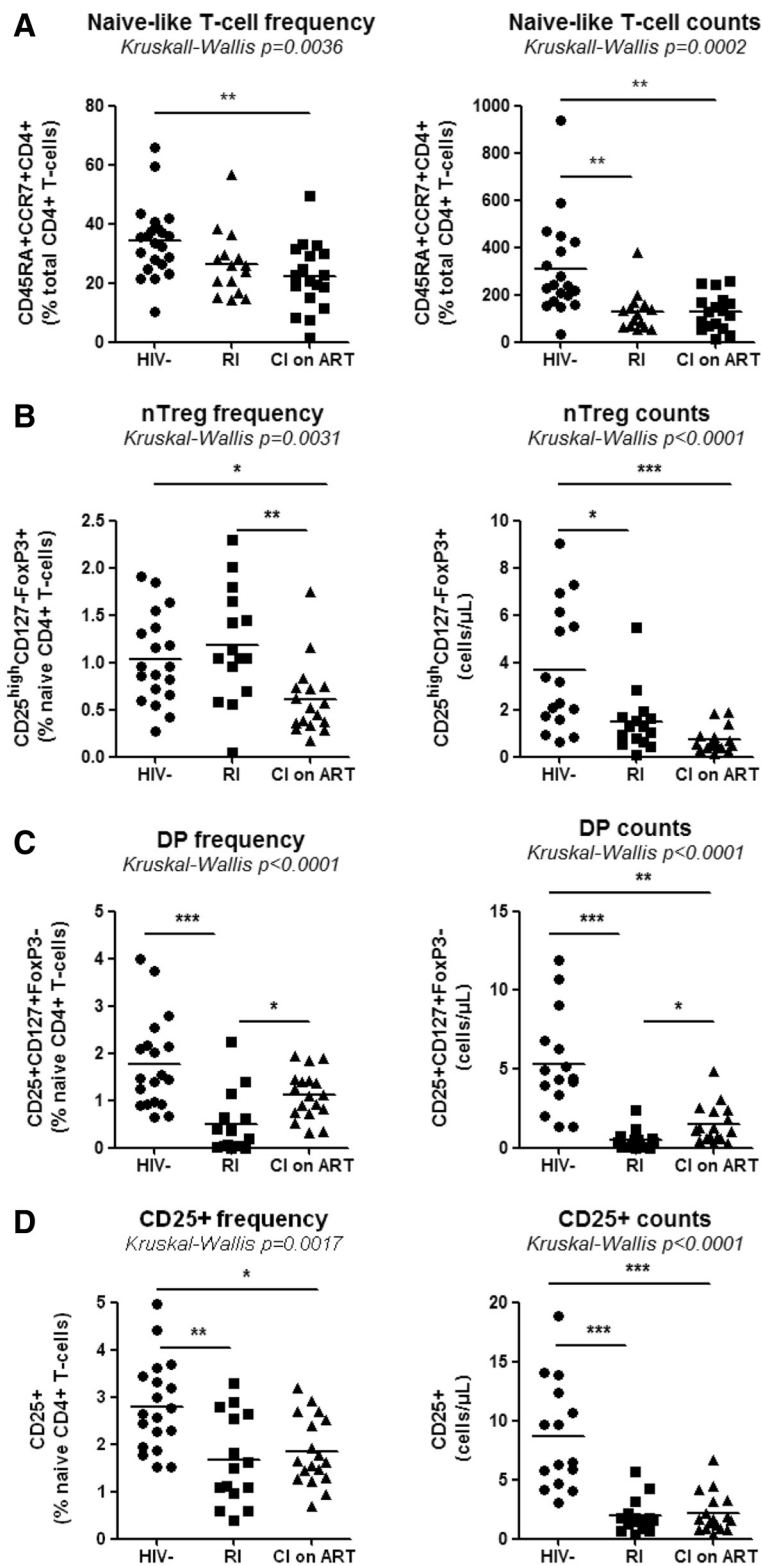 A
Naive-like T-cell frequency
Kruskall-Wallis p=0.0036
**
CD45RA+CCR7+CD4+
(% total CD4+ T-cells)
80
60
40
20
0
HIV- RI CI on ART
Naive-like T-cell counts
Kruskall-Wallis p=0.0002
**
**
CD45RA+CCR7+CD4+
(% total CD4+ T-cells)
1000
800
600
400
200
0
HIV- RI CI on ART
B
nTreg frequency
Kruskal-Wallis p=0.0031
*
**
CD25highCD127-FoxP3+
(% naive CD4+ T-cells)
2.5
2.0
1.5
1.0
0.5
0.0
HIV- RI CI on ART
nTreg counts
Kruskal-Wallis p<0.0001
***
*
CD25highCD127-FoxP3+
(cells/µL)
10
8
6
4
2
0
HIV- RI CI on ART
C
DP frequency
Kruskal-Wallis p<0.0001
***
*
CD25+CD127+FoxP3-
(% naive CD4+ T-cells)
5
4
3
2
1
0
HIV- RI CI on ART
DP counts
Kruskal-Wallis p<0.0001
**
***
*
CD25+CD127+FoxP3-
(cells/µL)
15
10
5
0
HIV- RI CI on ART
D
CD25+ frequency
Kruskal-Wallis p=0.0017
*
**
CD25+
(% naive CD4+ T-cells)
5
4
3
2
1
0
HIV- RI CI on ART
CD25+ counts
Kruskal-Wallis p<0.0001
***
***
CD25+
(cells/µL)
20
15
10
5
0
HIV- RI CI on ART